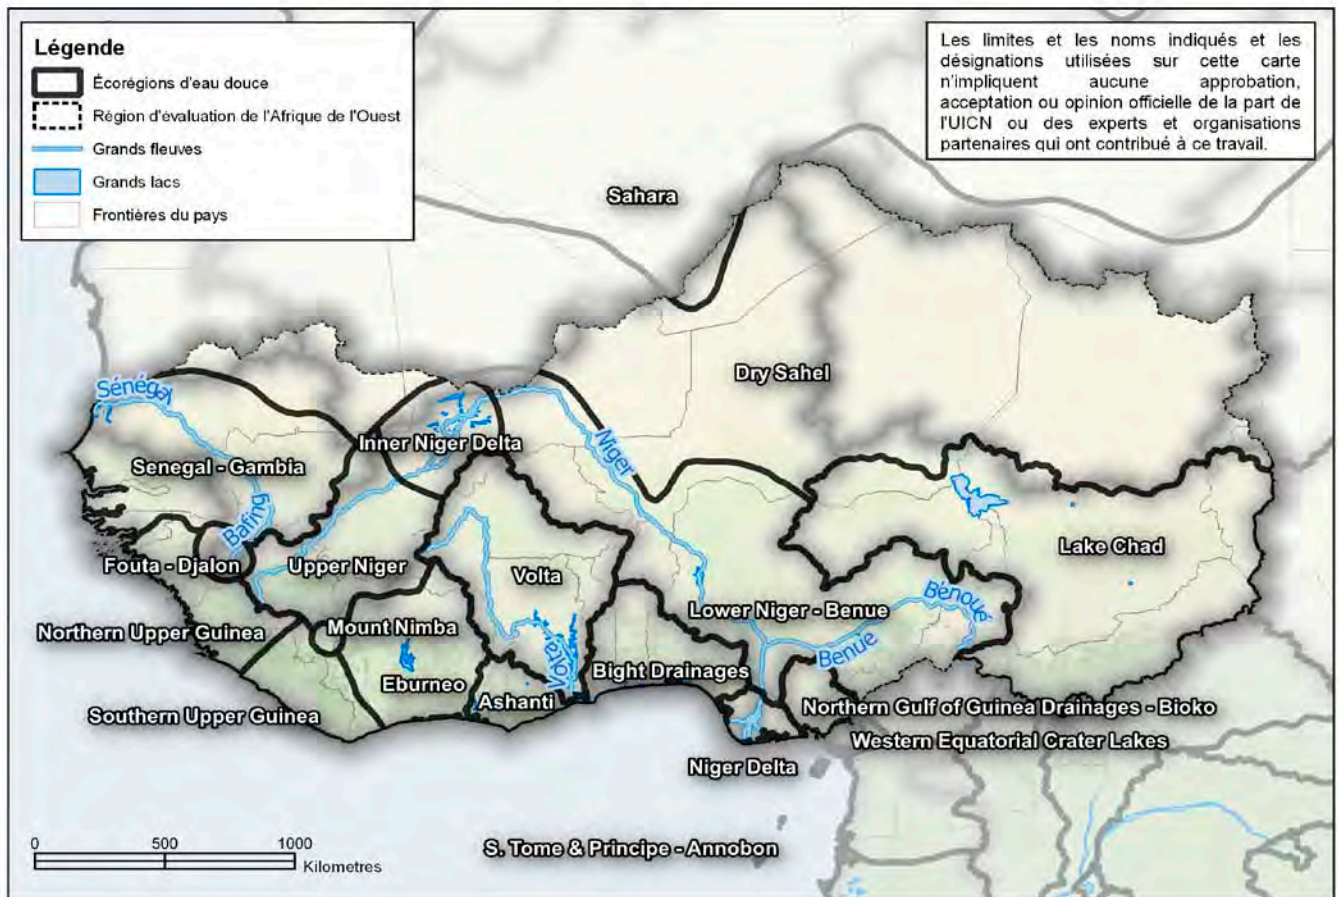 Légende
Écorégions d'eau douce
Région d'évaluation de l'Afrique de l'Ouest
Grands fleuves
Grands lacs
Frontières du pays
Les limites et les noms indiqués et les
désignations utilisées sur cette carte
n'impliquent aucune approbation,
acceptation ou opinion officielle de la part de
l'UICN ou des experts et organisations
partenaires qui ont contribué à ce travail.
Sahara
Dry Sahel
Sénégal
Inner Niger Delta
Niger
Senegal - Gambia
Bafing
Fouta - Djalon
Upper Niger
Volta
Lake Chad
Lower Niger - Benue
Bénoué
Northern Upper Guinea
Mount Nimba
Benue
Volta
Bight Drainages
Eburneo
Ashanti
Southern Upper Guinea
Northern Gulf of Guinea Drainages - Bioko
Western Equatorial Crater Lakes
Niger Delta
S. Tome & Principe - Annobon
0 500 1000
Kilometres